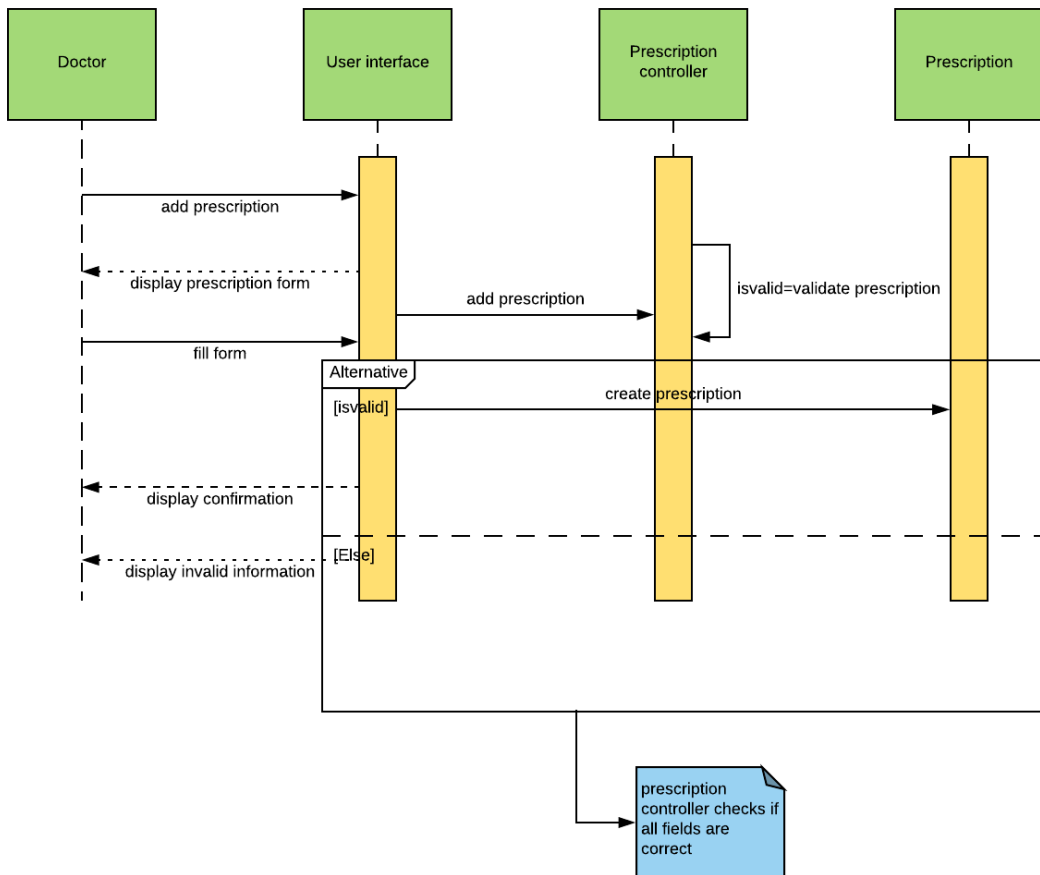 Doctor
User interface
Prescription
controller
Prescription
add prescription
display prescription form
isvalid=validate prescription
add prescription
fill form
Alternative
[isvalid]
create prescription
display confirmation
[Else]
display invalid information
prescription
controller checks if
all fields are
correct